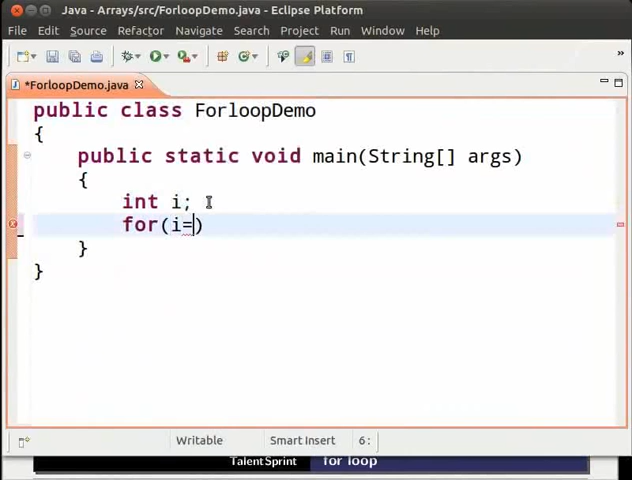 Java - Arrays/src/ForloopDemo.java - Eclipse Platform
File Edit Source Refactor Navigate Search Project Run Window Help
*ForloopDemo.java
public class ForloopDemo
{
public static void main(String[] args)
{
int i;
for(i=)
}
}
Writable Smart Insert 6 :
TalentSprint for loop